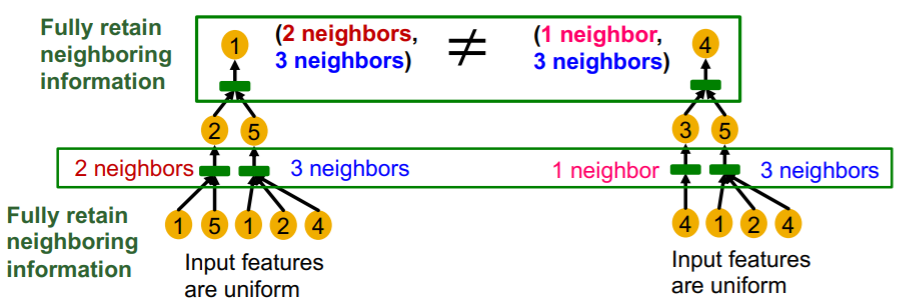 Fully retain
neighboring
information
1
(2 neighbors,
3 neighbors)
≠
(1 neighbor,
3 neighbors)
4
2
5
3
5
2 neighbors
3 neighbors
1 neighbor
3 neighbors
Fully retain
neighboring
information
1
5
1
2
4
4
1
2
4
Input features
are uniform
Input features
are uniform